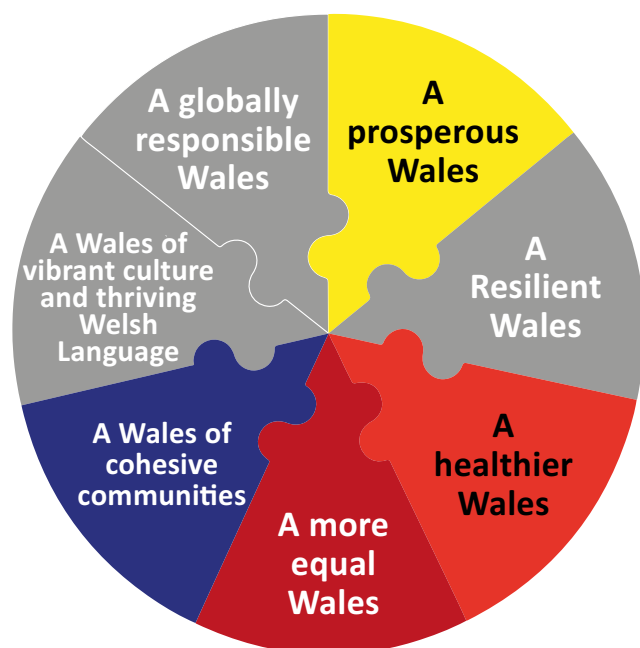 A globally
responsible
Wales
A
prosperous
Wales
A
Resilient
Wales
A
healthier
Wales
A more
equal
Wales
A Wales of
cohesive
communities
A Wales of
vibrant culture
and thriving
Welsh
Language